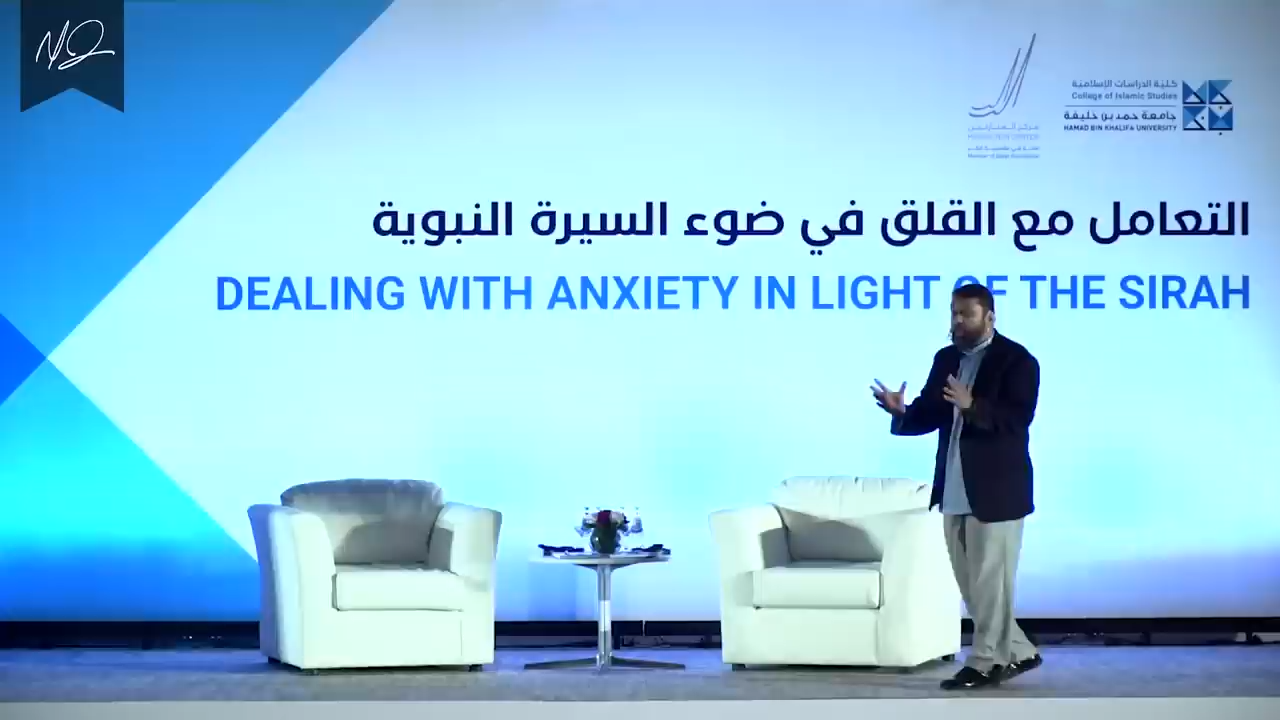 كلية الدراسات الإسلامية
College of Islamic Studies
جامعة حمد بن خليفة
HAMAD BIN KHALIFA UNIVERSITY
التعامل مع القلق في ضوء السيرة النبوية
DEALING WITH ANXIETY IN LIGHT OF THE SIRAH